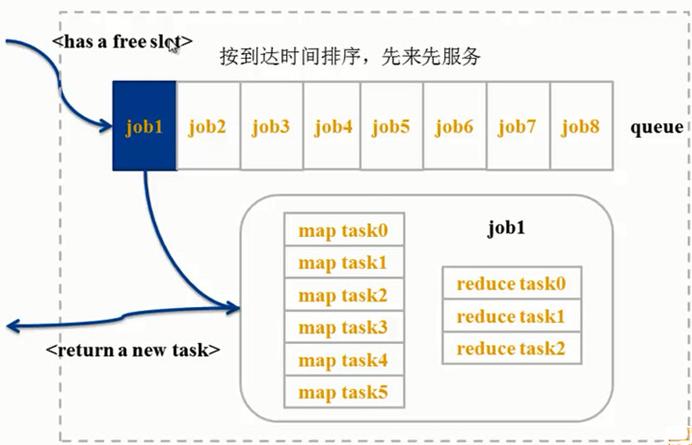 <has a free slot>
按到达时间排序，先来先服务
job1 job2 job3 job4 job5 job6 job7 job8 queue
job1
map task0
map task1
map task2
map task3
map task4
map task5
reduce task0
reduce task1
reduce task2
<return a new task>